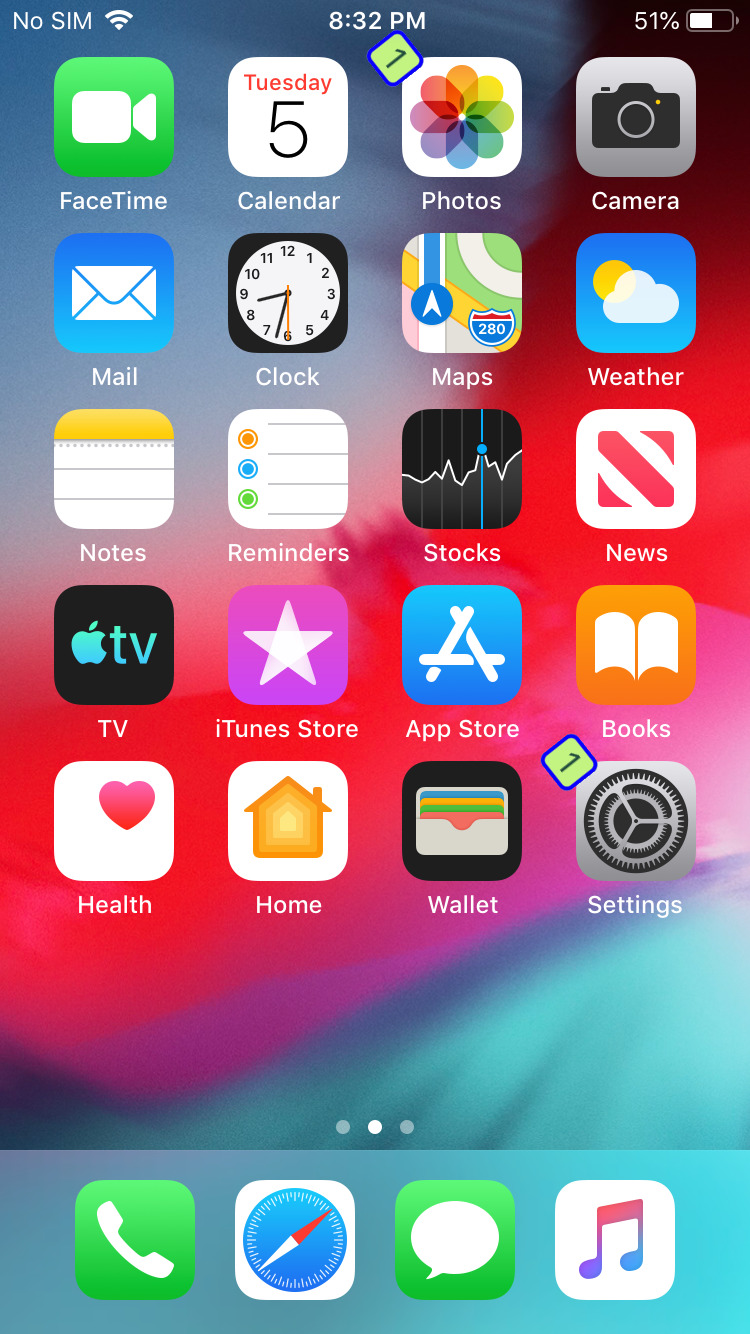 No SIM 8:32 PM 51%
1
Tuesday
5
FaceTime Calendar Photos Camera
12
11 1
10 2
9 3
8 4
7 5
6
280
Mail Clock Maps Weather
Notes Reminders Stocks News
tv
TV iTunes Store App Store Books
1
Health Home Wallet Settings